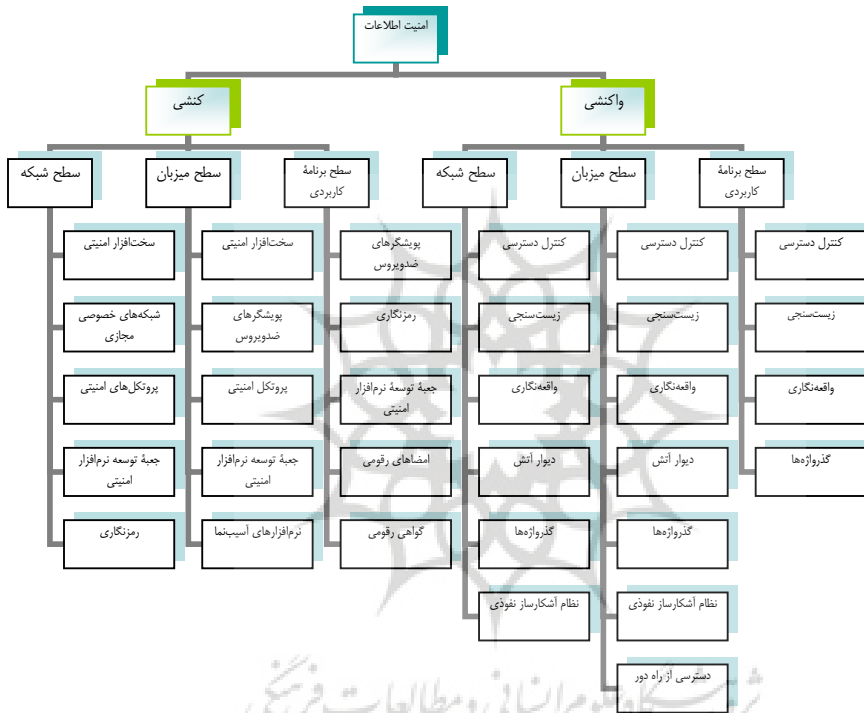 امنیت اطلاعات
واکنشی
کنشی
سطح برنامهٔ
کاربردی
سطح میزبان
سطح شبکه
سطح برنامهٔ
کاربردی
سطح میزبان
سطح شبکه
کنترل دسترسی
زیست‌سنجی
واقعه‌نگاری
گذرواژه‌ها
کنترل دسترسی
زیست‌سنجی
واقعه‌نگاری
دیوار آتش
گذرواژه‌ها
نظام آشکارساز نفوذی
دسترسی از راه دور
کنترل دسترسی
زیست‌سنجی
واقعه‌نگاری
دیوار آتش
گذرواژه‌ها
نظام آشکارساز نفوذی
پویشگرهای
ضدویروس
رمزنگاری
جعبهٔ توسعهٔ نرم‌افزار
امنیتی
امضاهای رقومی
گواهی رقومی
سخت‌افزار امنیتی
پویشگرهای
ضدویروس
پروتکل امنیتی
جعبهٔ توسعه نرم‌افزار
امنیتی
نرم‌افزارهای آسیب‌نما
سخت‌افزار امنیتی
شبکه‌های خصوصی
مجازی
پروتکل‌های امنیتی
جعبهٔ توسعه نرم‌افزار
امنیتی
رمزنگاری
پژوهشگاه علوم انسانی و مطالعات فرهنگی